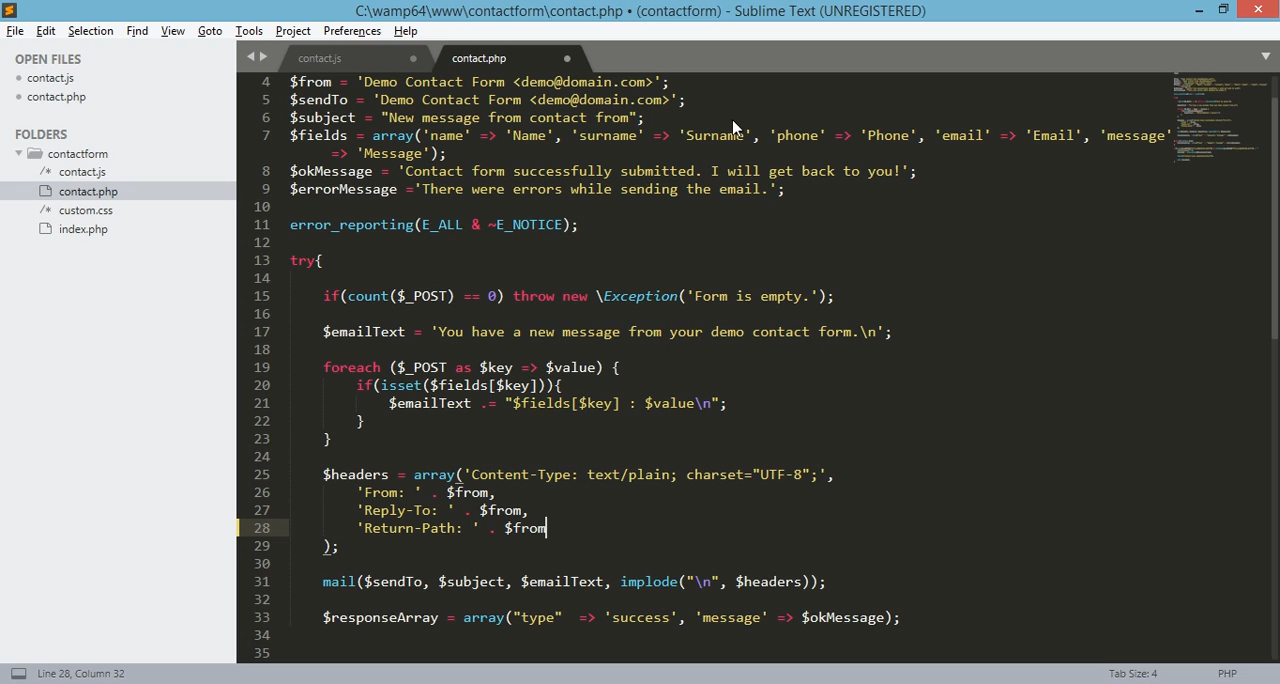 C:\wamp64\www\contactform\contact.php • (contactform) - Sublime Text (UNREGISTERED)
File Edit Selection Find View Goto Tools Project Preferences Help
OPEN FILES
contact.js
contact.php
FOLDERS
contactform
/* contact.js
contact.php
/* custom.css
index.php
contact.js contact.php
4 $from = 'Demo Contact Form <demo@domain.com>';
5 $sendTo = 'Demo Contact Form <demo@domain.com>';
6 $subject = "New message from contact from";
7 $fields = array('name' => 'Name', 'surname' => 'Surname', 'phone' => 'Phone', 'email' => 'Email', 'message'
=> 'Message');
8 $okMessage = 'Contact form successfully submitted. I will get back to you!';
9 $errorMessage ='There were errors while sending the email.';
10
11 error_reporting(E_ALL & ~E_NOTICE);
12
13 try{
14
15 if(count($_POST) == 0) throw new \Exception('Form is empty.');
16
17 $emailText = 'You have a new message from your demo contact form.\n';
18
19 foreach ($_POST as $key => $value) {
20 if(isset($fields[$key])){
21 $emailText .= "$fields[$key] : $value\n";
22 }
23 }
24
25 $headers = array('Content-Type: text/plain; charset="UTF-8";',
26 'From: ' . $from,
27 'Reply-To: ' . $from,
28 'Return-Path: ' . $from
29 );
30
31 mail($sendTo, $subject, $emailText, implode("\n", $headers));
32
33 $responseArray = array("type" => 'success', 'message' => $okMessage);
34
35
Line 28, Column 32 Tab Size: 4 PHP